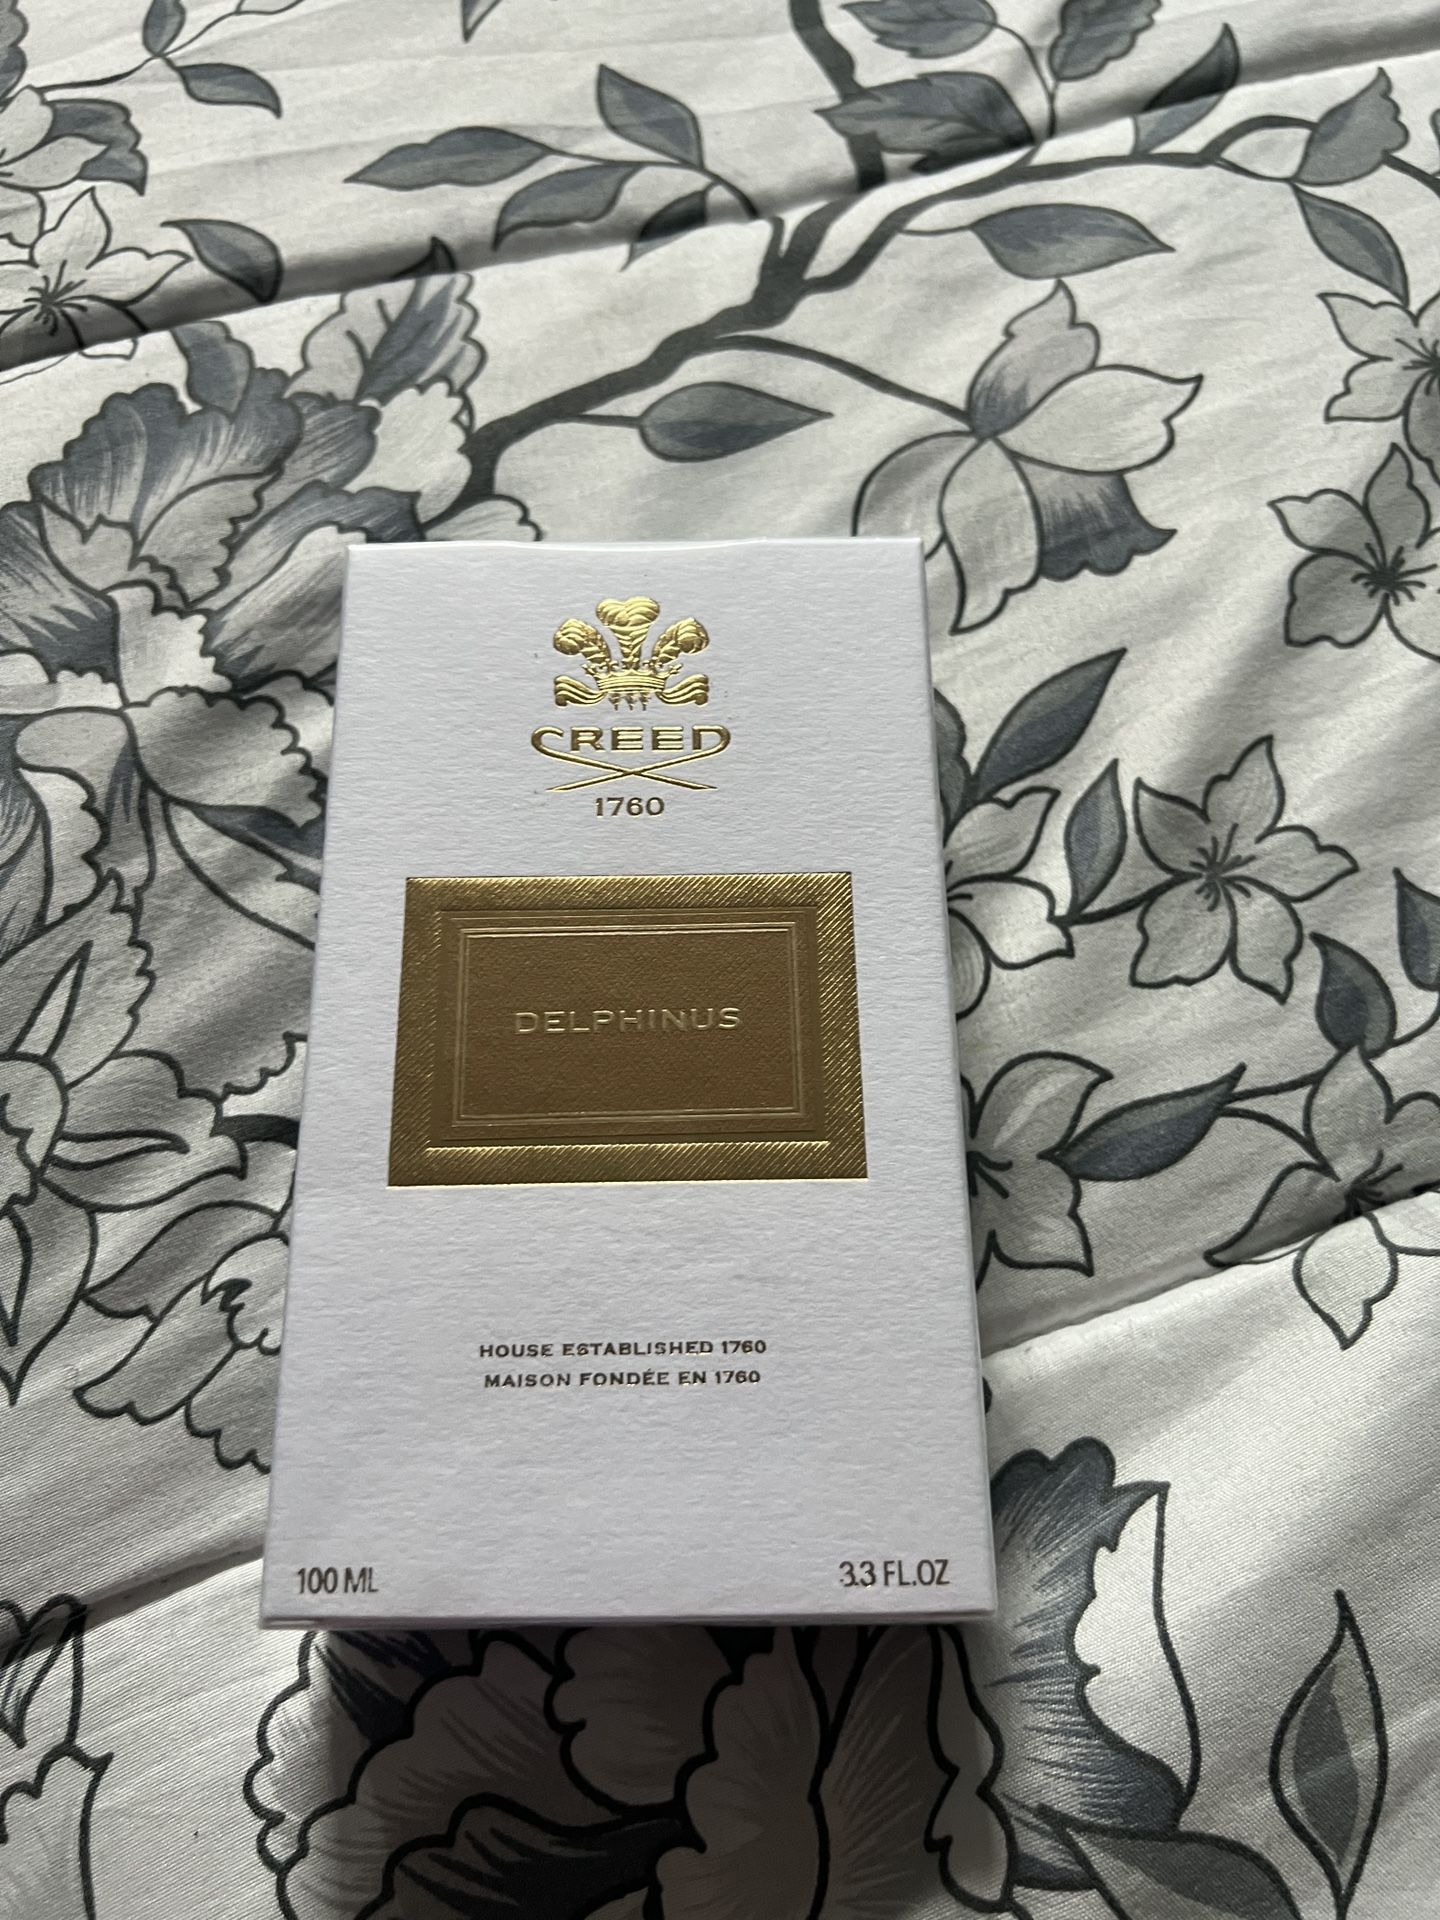 CREED
1760
DELPHINUS
HOUSE ESTABLISHED 1760
MAISON FONDÉE EN 1760
100 ML 3.3 FL.OZ